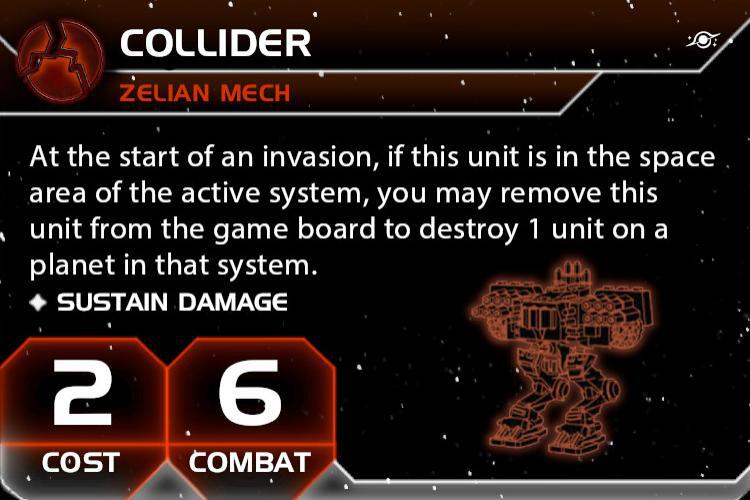 COLLIDER
ZELIAN MECH
At the start of an invasion, if this unit is in the space
area of the active system, you may remove this
unit from the game board to destroy 1 unit on a
planet in that system.
SUSTAIN DAMAGE
2 6
COST COMBAT